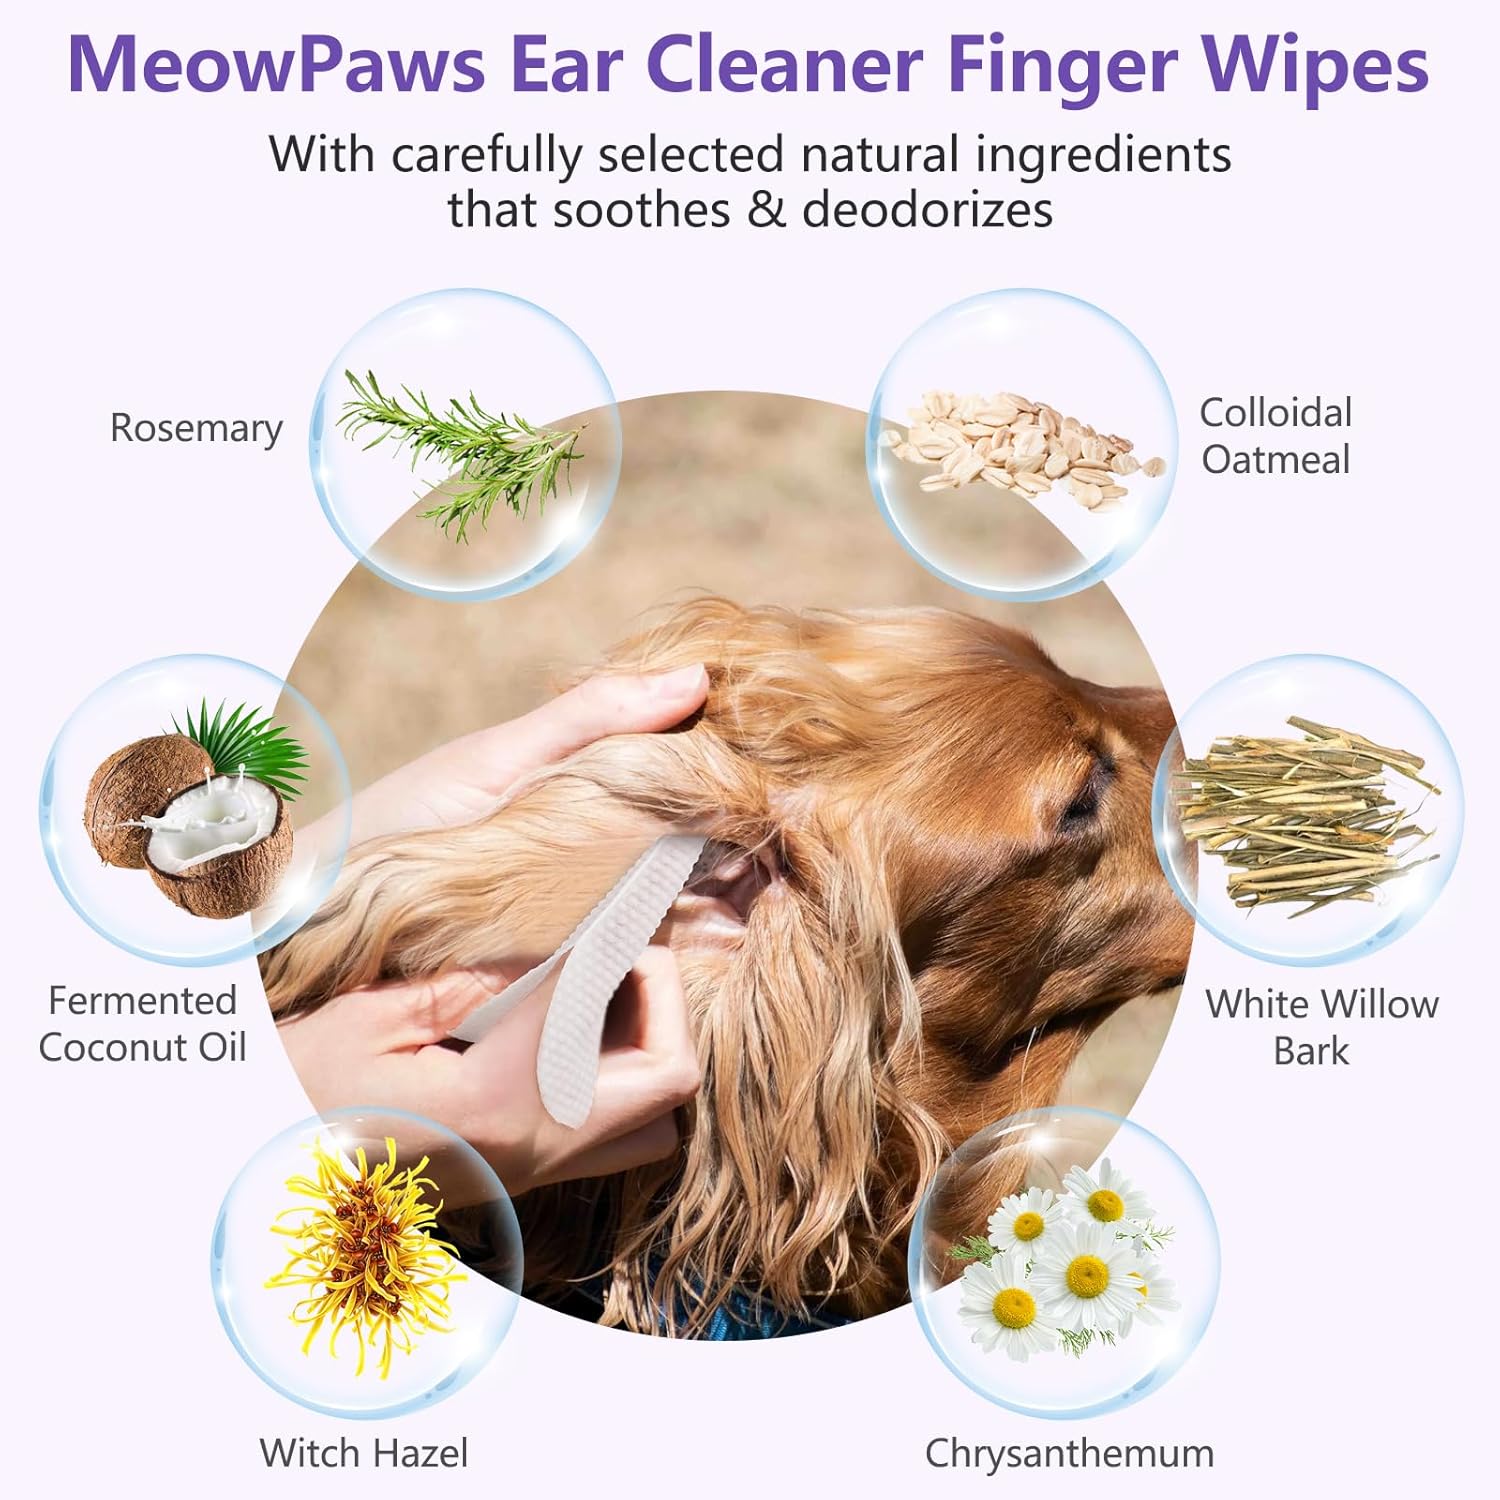 MeowPaws Ear Cleaner Finger Wipes
With carefully selected natural ingredients
that soothes & deodorizes
Rosemary
Colloidal
Oatmeal
Fermented
Coconut Oil
White Willow
Bark
Witch Hazel
Chrysanthemum